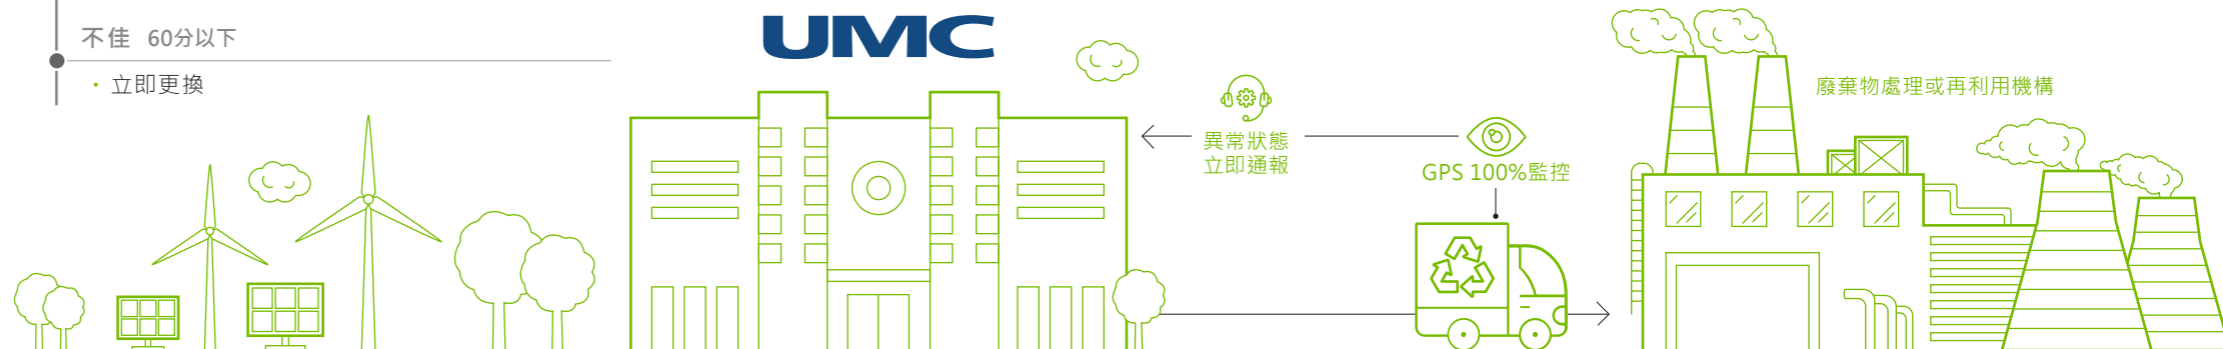 不佳 60分以下
・立即更換
UMC
異常狀態
立即通報
GPS 100%監控
廢棄物處理或再利用機構